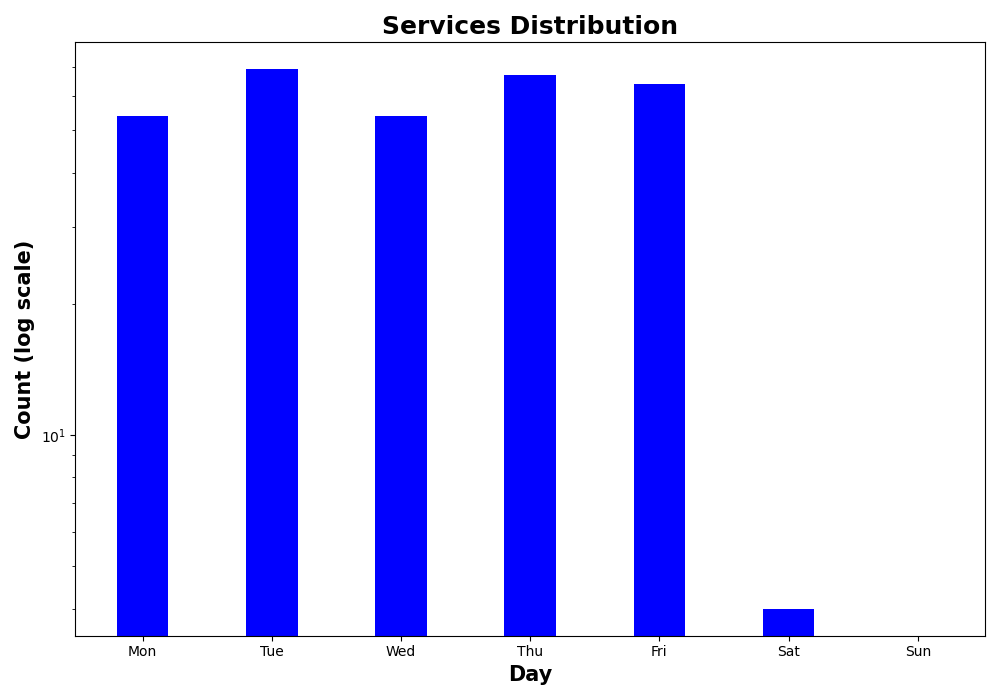 Services Distribution
Count (log scale)
10¹
Mon Tue Wed Thu Fri Sat Sun
Day